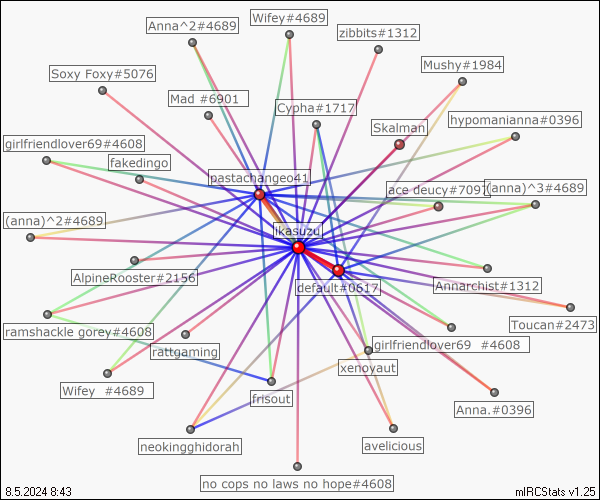 Wifey#4689
Anna^2#4689
zibbits#1312
Mushy#1984
Soxy Foxy#5076
Mad #6901
Cypha#1717
Skalman
hypomanianna#0396
girlfriendlover69#4608
fakedingo
pastachangeo41
ace deucy#7097
(anna)^3#4689
(anna)^2#4689
ikasuzu
AlpineRooster#2156
default#0617
Anniarchist#1312
Toucan#2473
ramshackle gorey#4608
rattgaming
girlfriendlover69 #4608
xenoyaut
Wifey #4689
frisout
Anna.#0396
neokingghidorah
avelicious
no cops no laws no hope#4608
8.5.2024 8:43
mIRCStats v1.25